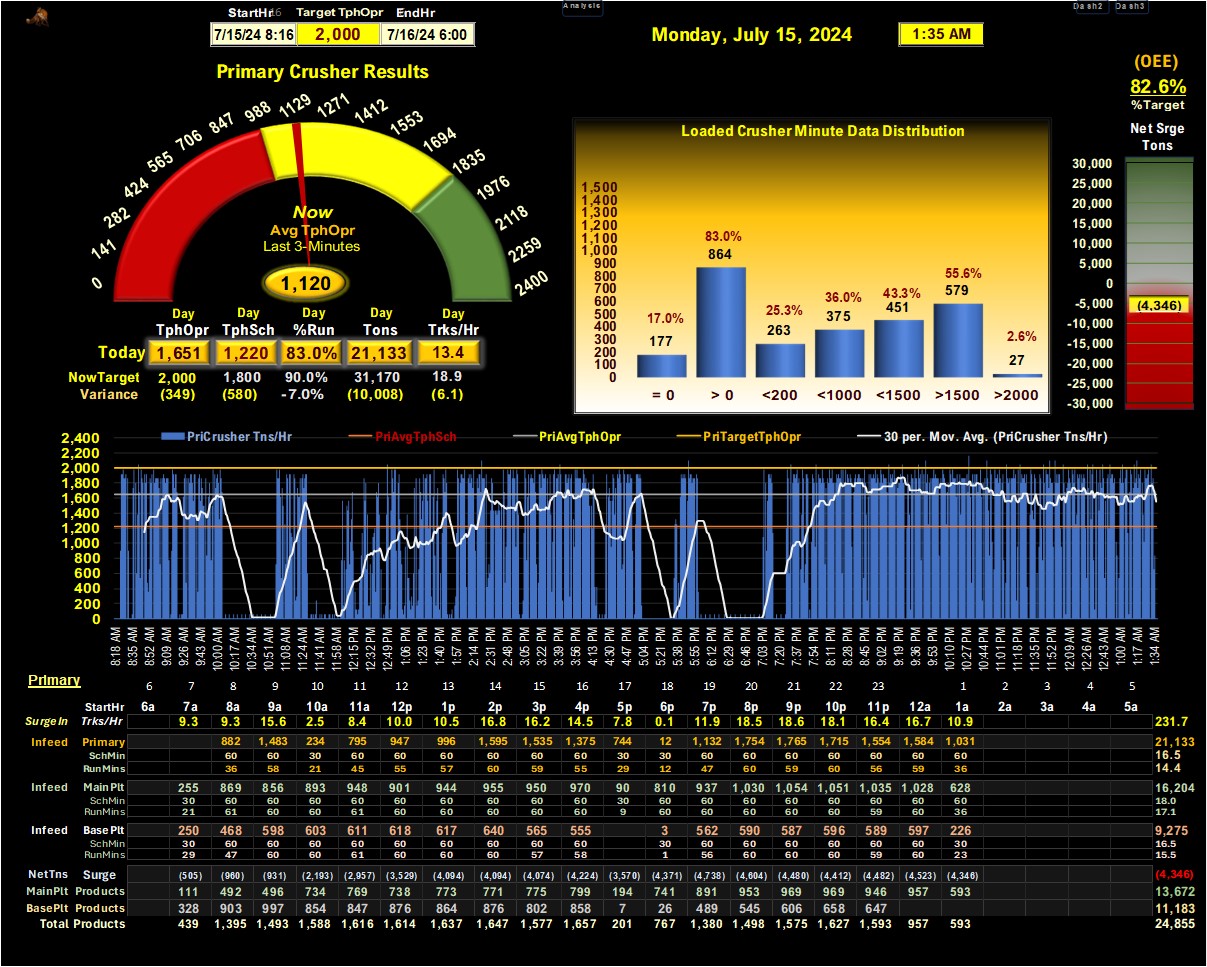 StartHr 16 Target TphOpr EndHr
7/15/24 8:16 2,000 7/16/24 6:00
Analysis
Dash2 Dash3
Monday, July 15, 2024 1:35 AM
(OEE)
82.6%
%Target
Primary Crusher Results
0 141 282 424 565 706 847 988 1129 1271 1412 1553 1694 1835 1976 2118 2259 2400
Now
Avg TphOpr
Last 3-Minutes
1,120
Day Day Day Day Day
TphOpr TphSch %Run Tons Trks/Hr
Today 1,651 1,220 83.0% 21,133 13.4
NowTarget 2,000 1,800 90.0% 31,170 18.9
Variance (349) (580) -7.0% (10,008) (6.1)
Loaded Crusher Minute Data Distribution
1,500
1,400
1,300
1,200
1,100
1,000
900
800
700
600
500
400
300
200
100
0
17.0% 83.0% 25.3% 36.0% 43.3% 55.6% 2.6%
177 864 263 375 451 579 27
= 0 > 0 <200 <1000 <1500 >1500 >2000
Net Srge
Tons
30,000
25,000
20,000
15,000
10,000
5,000
0
-5,000
-10,000
-15,000
-20,000
-25,000
-30,000
(4,346)
PriCrusher Tns/Hr PriAvgTphSch PriAvgTphOpr PriTargetTphOpr 30 per. Mov. Avg. (PriCrusher Tns/Hr)
2,400
2,200
2,000
1,800
1,600
1,400
1,200
1,000
800
600
400
200
0
8:18 AM 8:35 AM 8:52 AM 9:09 AM 9:26 AM 9:43 AM 10:00 AM 10:17 AM 10:34 AM 10:51 AM 11:08 AM 11:24 AM 11:41 AM 11:58 AM 12:15 PM 12:32 PM 12:49 PM 1:06 PM 1:23 PM 1:40 PM 1:57 PM 2:14 PM 2:31 PM 2:48 PM 3:05 PM 3:22 PM 3:39 PM 3:56 PM 4:13 PM 4:30 PM 4:47 PM 5:04 PM 5:21 PM 5:38 PM 5:55 PM 6:12 PM 6:29 PM 6:46 PM 7:03 PM 7:20 PM 7:37 PM 7:54 PM 8:11 PM 8:28 PM 8:45 PM 9:02 PM 9:19 PM 9:36 PM 9:53 PM 10:10 PM 10:27 PM 10:44 PM 11:01 PM 11:18 PM 11:35 PM 11:52 PM 12:09 AM 12:26 AM 12:43 AM 1:00 AM 1:17 AM 1:34 AM
Primary
6 7 8 9 10 11 12 13 14 15 16 18 19 20 21 22 23 1 2 3 4 5
StartHr 6a 7a 8a 9a 10a 11a 12p 1p 2p 3p 4p 5p 6p 7p 8p 9p 10p 11p 12a 1a 2a 3a 4a 5a
SurgeIn Trks/Hr 9.3 9.3 15.6 2.5 8.4 10.0 10.5 16.8 16.2 14.5 7.8 0.1 11.9 18.5 18.6 18.1 16.4 16.7 10.9 231.7
Infeed Primary 882 1,483 234 795 947 996 1,595 1,535 1,375 744 12 1,132 1,754 1,765 1,715 1,554 1,584 1,031 21,133
SchMin 60 60 30 60 60 60 60 60 60 30 30 60 60 60 60 60 60 60 16.5
RunMins 36 58 21 45 55 57 60 59 55 29 12 47 60 59 60 56 59 36 14.4
Infeed MainPlt 255 869 856 893 948 901 944 955 950 970 90 810 937 1,030 1,054 1,051 1,035 1,028 628 16,204
SchMin 30 60 60 60 60 60 60 60 60 60 30 60 60 60 60 60 60 60 60 18.0
RunMins 21 61 60 60 61 60 60 60 60 60 9 60 60 60 60 60 59 60 36 17.1
Infeed BasePlt 250 468 598 603 611 618 617 640 565 555 3 562 590 587 596 589 597 226 9,275
SchMin 30 60 60 60 60 60 60 60 60 60 30 60 60 60 60 60 60 30 16.5
RunMins 29 47 60 60 61 60 60 60 57 58 1 56 60 60 60 59 60 23 15.5
NetTns Surge (505) (960) (931) (2,193) (2,957) (3,529) (4,094) (4,094) (4,074) (4,224) (3,570) (4,371) (4,738) (4,604) (4,480) (4,412) (4,482) (4,523) (4,346) (4,346)
MainPlt Products 111 492 496 734 769 738 773 771 775 799 194 741 891 953 969 969 946 957 593 13,672
BasePlt Products 328 903 997 854 847 876 864 876 802 858 7 26 489 545 606 658 647 11,183
Total Products 439 1,395 1,493 1,588 1,616 1,614 1,637 1,647 1,577 1,657 201 767 1,380 1,498 1,575 1,627 1,593 957 593 24,855